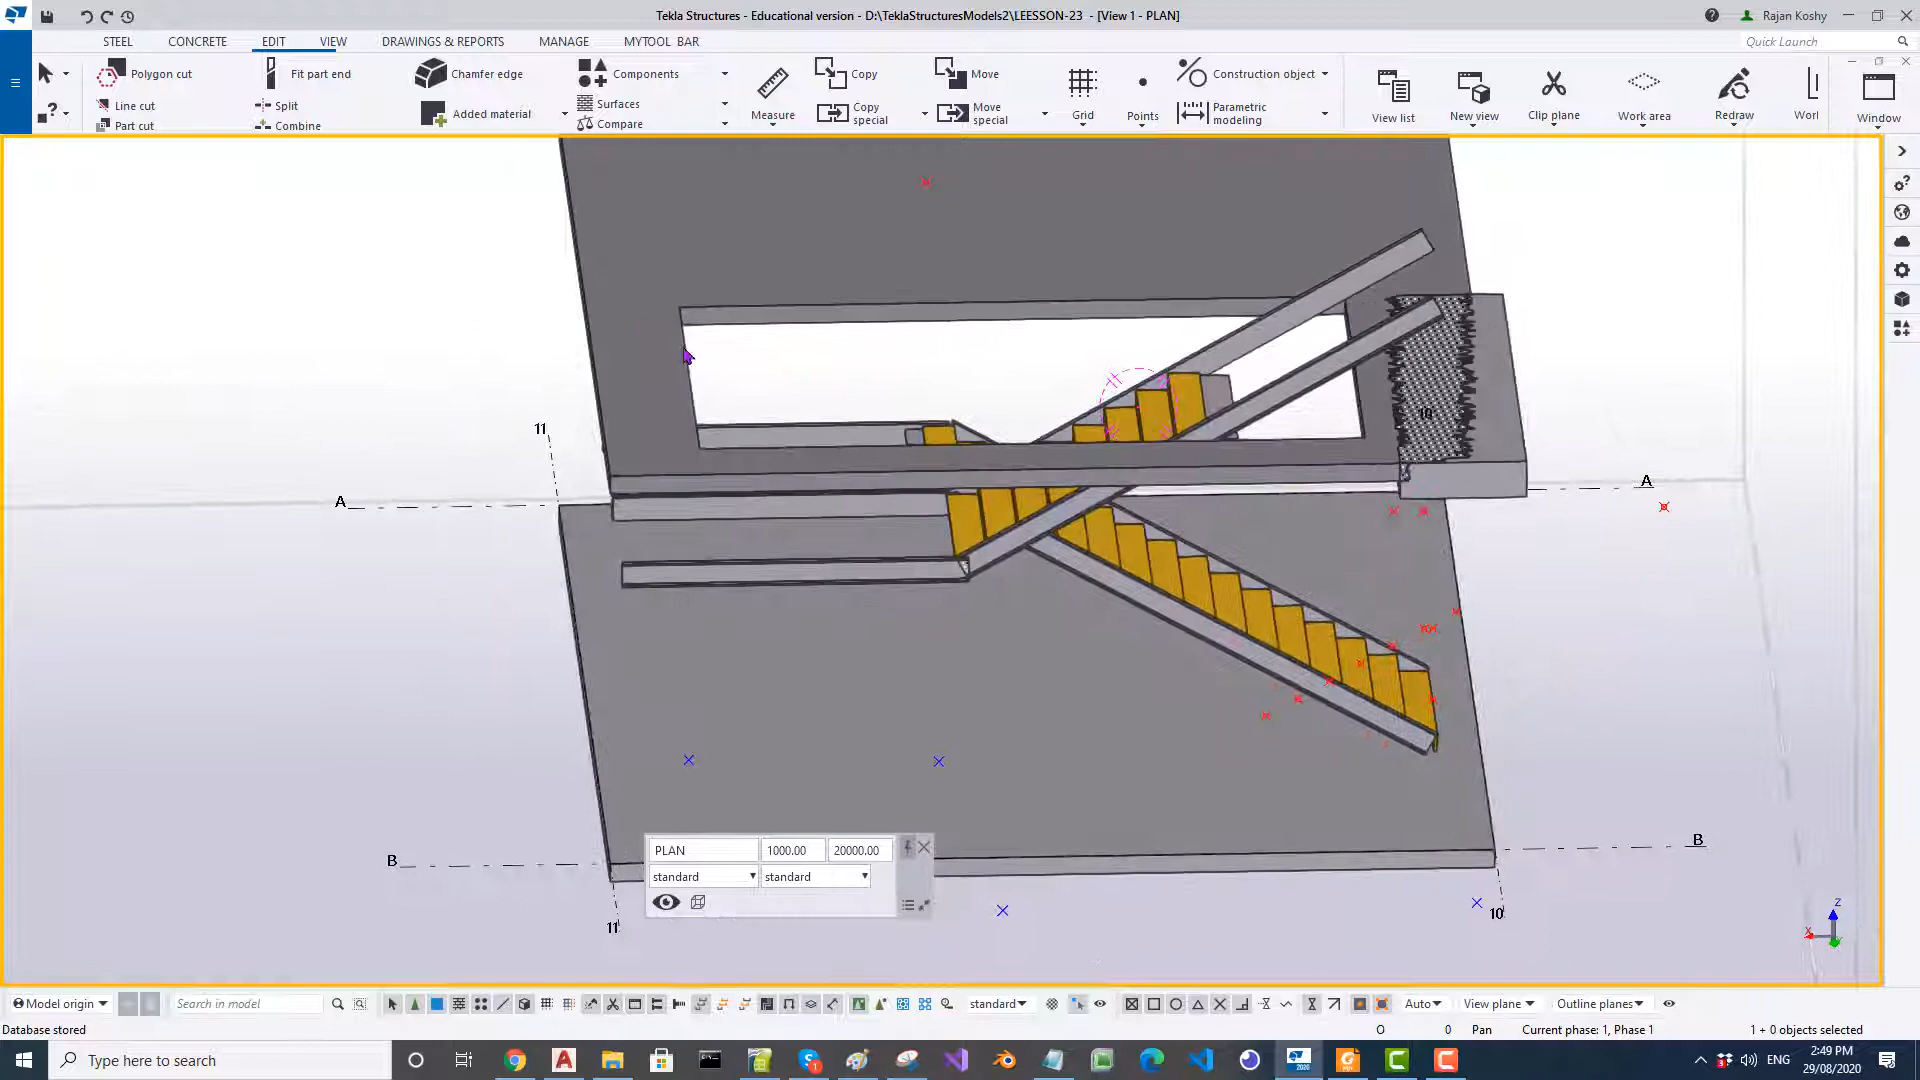 Tekla Structures - Educational version - D:\TeklaStructuresModels2\LEESSON-23 - [View 1 - PLAN]
Rajan Koshy
STEEL CONCRETE EDIT VIEW DRAWINGS & REPORTS MANAGE MYTOOL BAR
Quick Launch
Polygon cut Fit part end Chamfer edge Components Copy Move Construction object
Line cut Split Added material Surfaces Measure Copy special Move special Grid Points Parametric modeling View list New view Clip plane Work area Redraw Worl Window
Part cut Combine Compare
10
11
A A
B B
11 10
PLAN 1000.00 20000.00
standard standard
Z
X
Model origin Search in model standard Auto View plane Outline planes
Database stored O 0 Pan Current phase: 1, Phase 1 1 + 0 objects selected
Type here to search
ENG
2:49 PM
29/08/2020